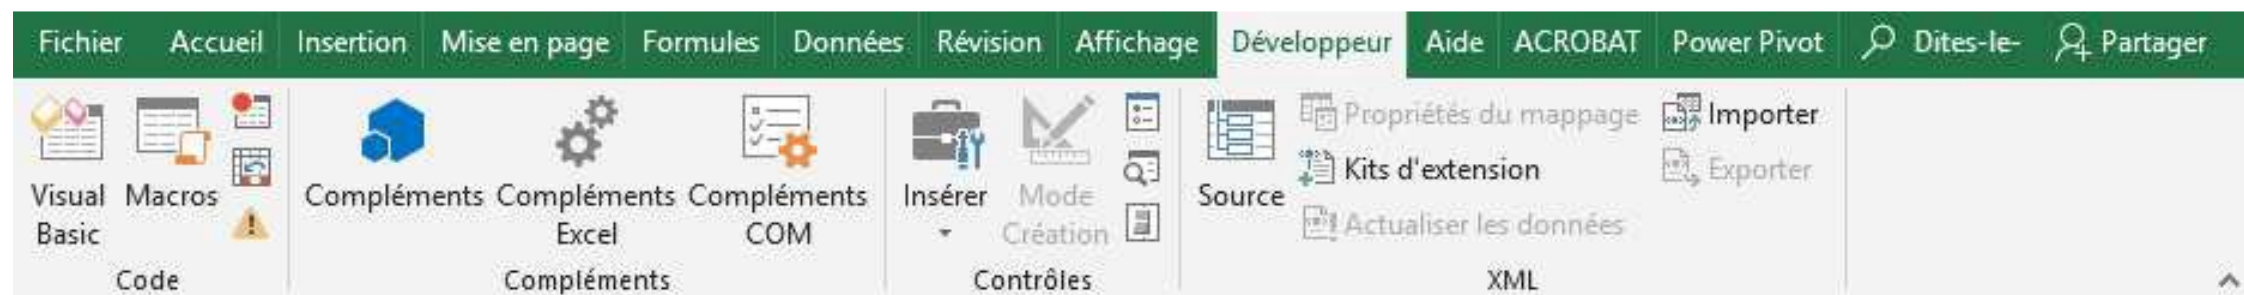 Fichier Accueil Insertion Mise en page Formules Données Révision Affichage Développeur Aide ACROBAT Power Pivot Dites-le- Partager
Visual Basic
Macros
Compléments
Compléments Excel
Compléments COM
Insérer
Mode Création
Source
Propriétés du mappage
Kits d'extension
Actualiser les données
Importer
Exporter
Code
Compléments
Contrôles
XML